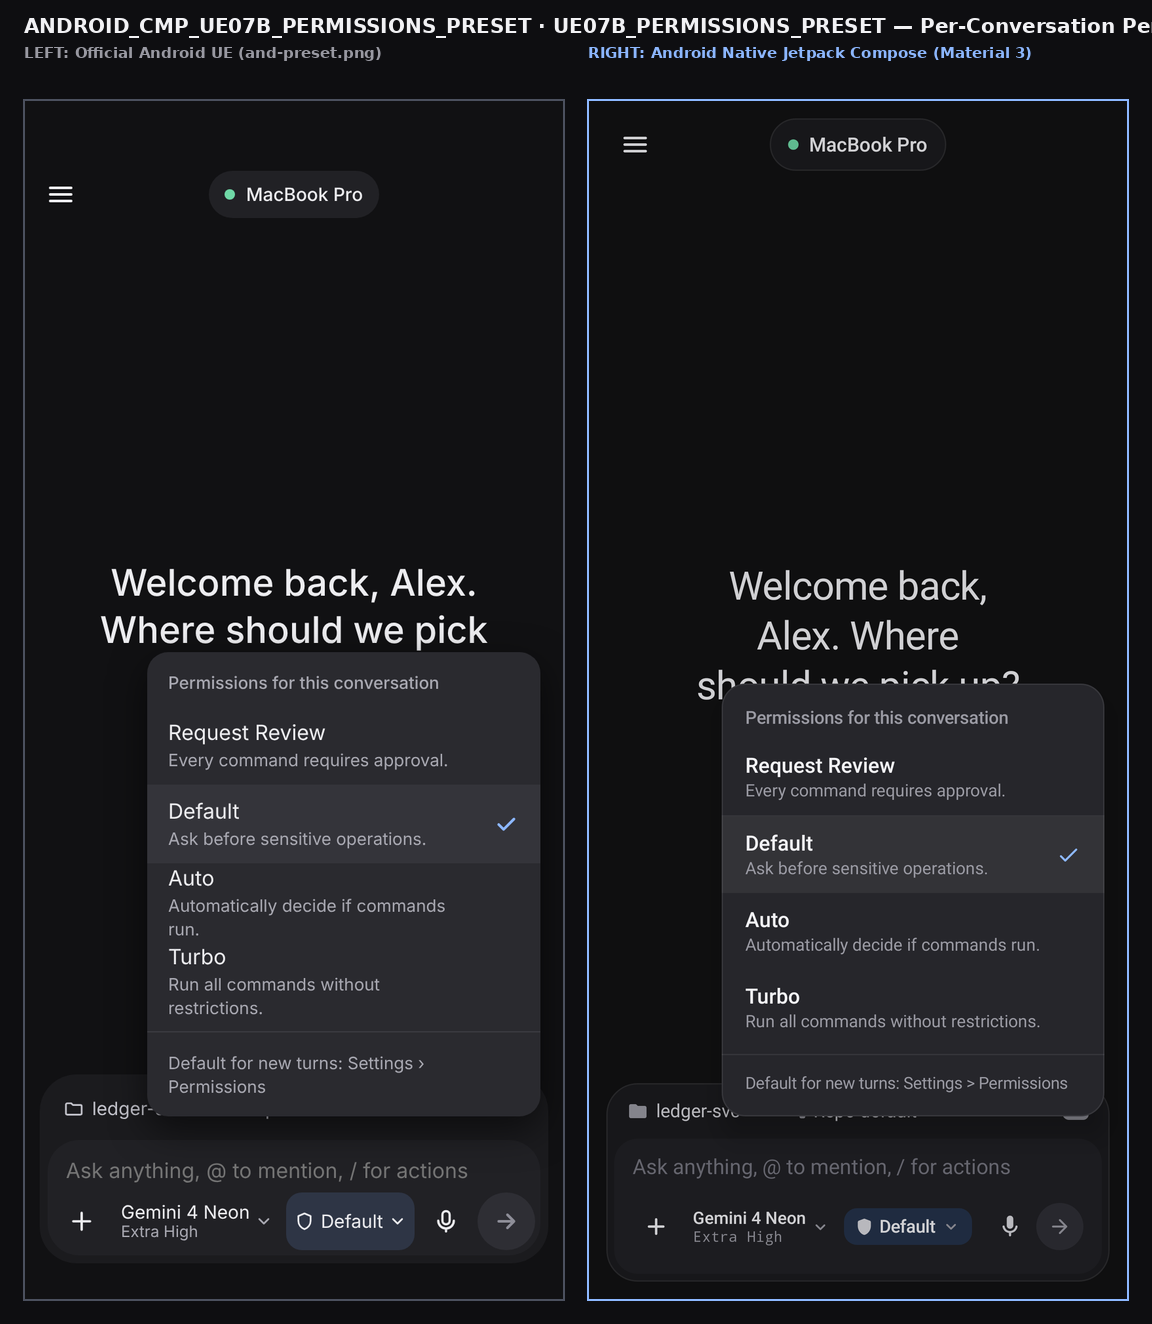 ANDROID_CMP_UE07B_PERMISSIONS_PRESET · UE07B_PERMISSIONS_PRESET — Per-Conversation
LEFT: Official Android UE (and-preset.png)
RIGHT: Android Native Jetpack Compose (Material 3)
MacBook Pro
Welcome back, Alex.
Where should we pick
Permissions for this conversation
Request Review
Every command requires approval.
Default
Ask before sensitive operations.
Auto
Automatically decide if commands
run.
Turbo
Run all commands without
restrictions.
Default for new turns: Settings ›
Permissions
Ask anything, @ to mention, / for actions
Gemini 4 Neon
Extra High
Default
MacBook Pro
Welcome back,
Alex. Where
should we pick up?
Permissions for this conversation
Request Review
Every command requires approval.
Default
Ask before sensitive operations.
Auto
Automatically decide if commands run.
Turbo
Run all commands without restrictions.
Default for new turns: Settings > Permissions
Ask anything, @ to mention, / for actions
Gemini 4 Neon
Extra High
Default